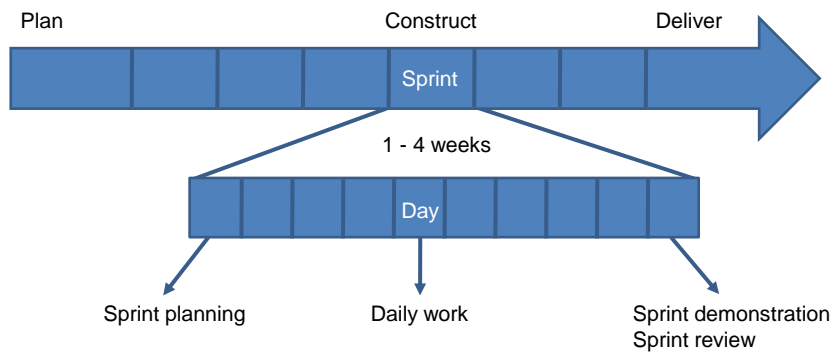 Plan
Construct
Deliver
Sprint
1 - 4 weeks
Day
Sprint planning
Daily work
Sprint demonstration
Sprint review